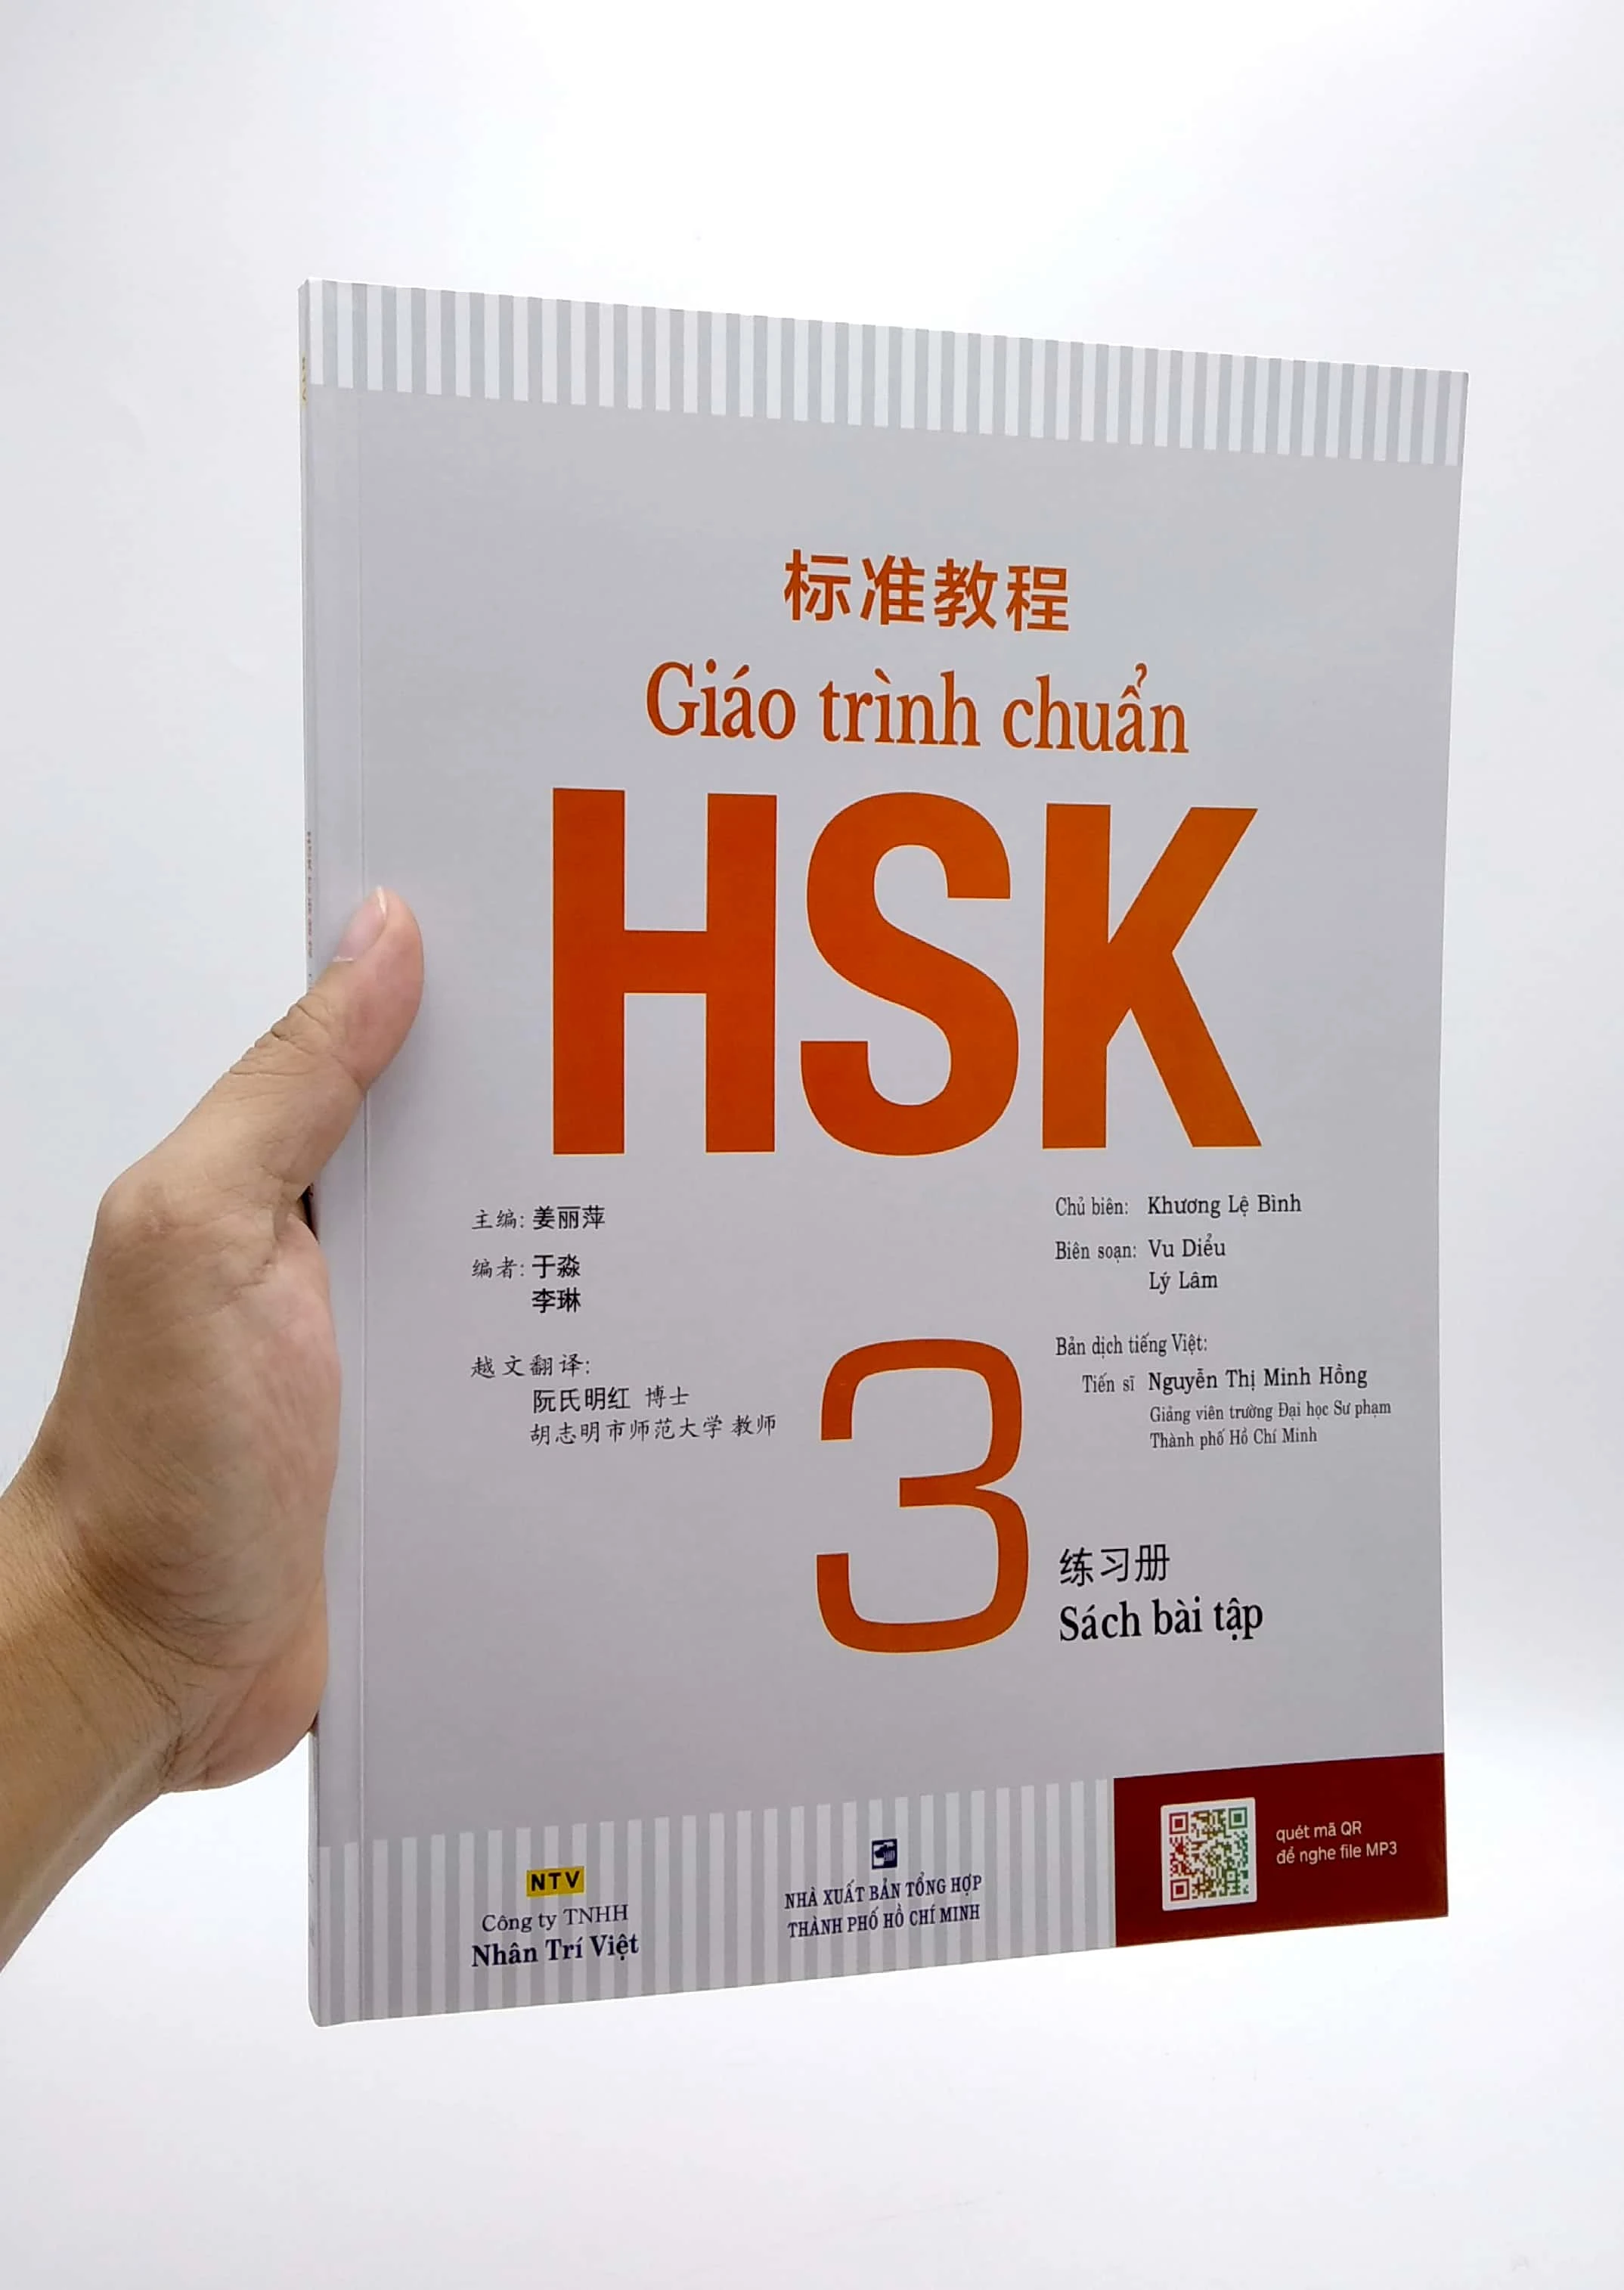 标准教程
Giáo trình chuẩn
HSK
主编: 姜丽萍
编者: 于淼
李琳
越文翻译:
阮氏明红 博士
胡志明市师范大学 教师
Chủ biên: Khương Lệ Bình
Biên soạn: Vu Diểu
Lý Lâm
Bản dịch tiếng Việt:
Tiến sĩ Nguyễn Thị Minh Hồng
Giảng viên trường Đại học Sư phạm
Thành phố Hồ Chí Minh
3
练习册
Sách bài tập
NTV
Công ty TNHH
Nhân Trí Việt
NHÀ XUẤT BẢN TỔNG HỢP
THÀNH PHỐ HỒ CHÍ MINH
quét mã QR
để nghe file MP3